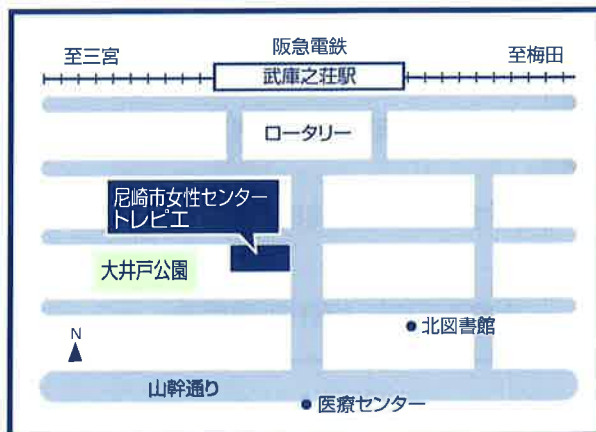 阪急電鉄
至三宮
至梅田
武庫之荘駅
ロータリー
尼崎市女性センター
トレピエ
大井戸公園
北図書館
N
山幹通り
医療センター